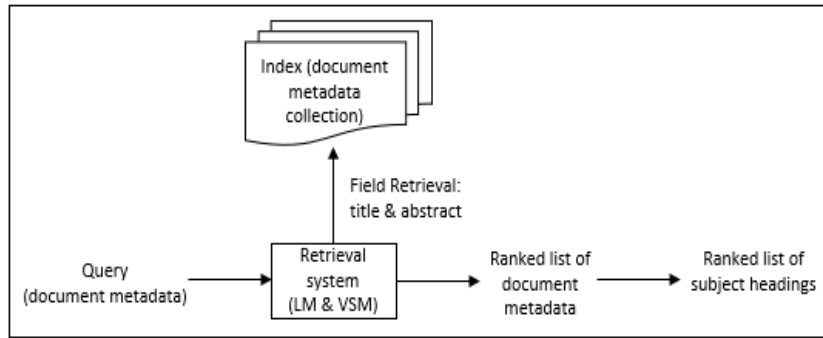 Index (document
metadata
collection)
Field Retrieval:
title & abstract
Query
(document metadata)
Retrieval
system
(LM & VSM)
Ranked list of
document
metadata
Ranked list of
subject headings